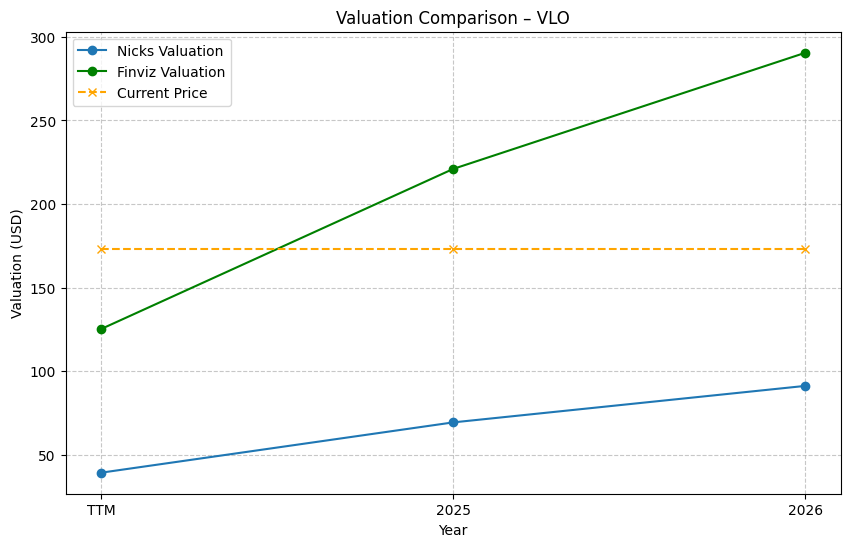 Valuation Comparison – VLO
Nicks Valuation
Finviz Valuation
Current Price
Valuation (USD)
300
250
200
150
100
50
TTM
2025
2026
Year